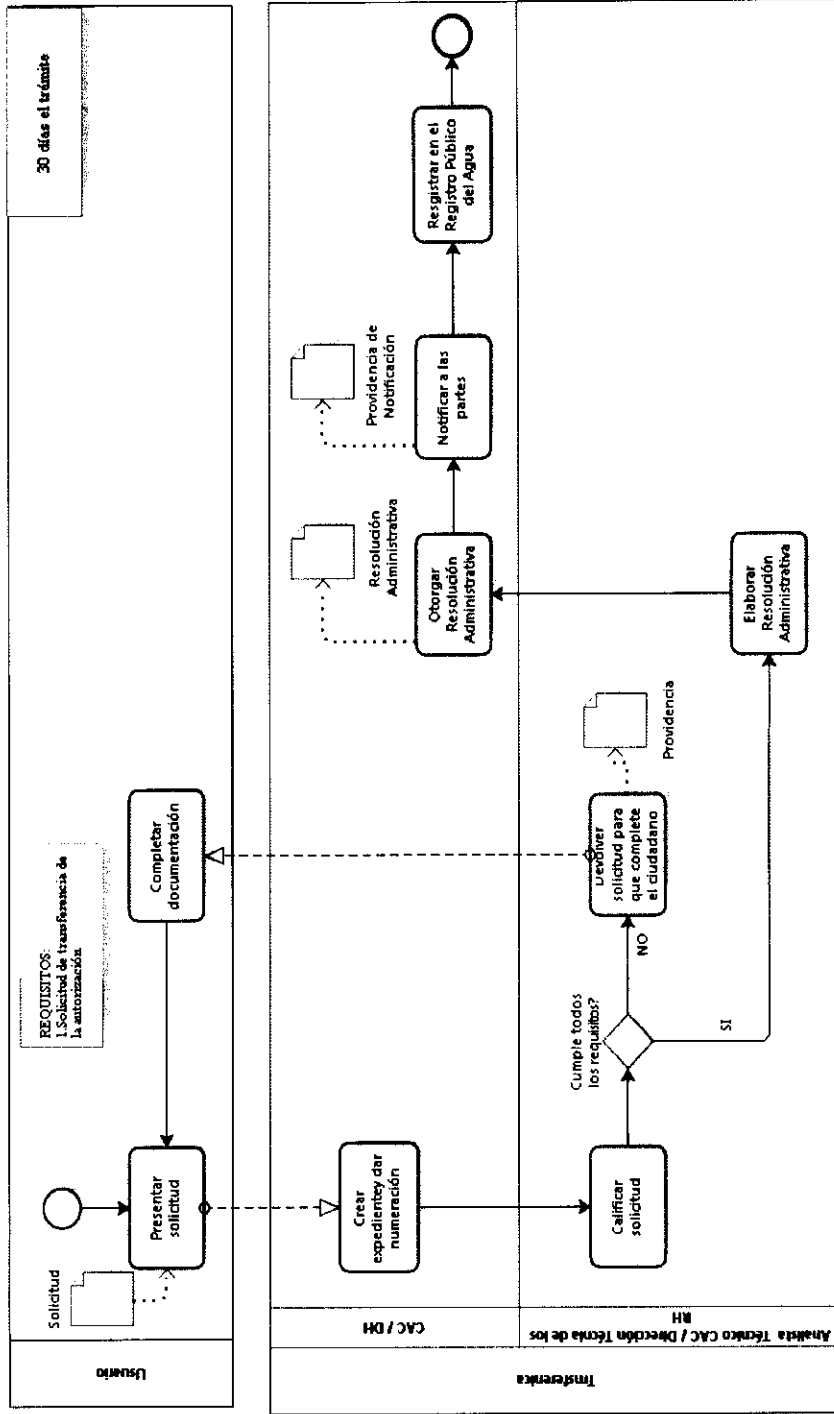 Usuario
Solicitud
Presentar
solicitud
REQUISITOS:
1.Solicitud de transferencia de
la autorización
Completar
documentación
30 días el trámite
Trnsferenica
CAC / DH
Crear
expedientey dar
numeración
Otorgar
Resolución
Administrativa
Resolución
Administrativa
Notificar a las
partes
Providencia de
Notificación
Resgistrar en el
Registro Público
del Agua
Analista Técnico CAC / Dirección Técnia de los
RH
Calificar
solicitud
Cumple todos
los requisitos?
NO
SI
Devolver
solicitud para
que complete
el ciudadano
Providencia
Elaborar
Resolución
Administrativa